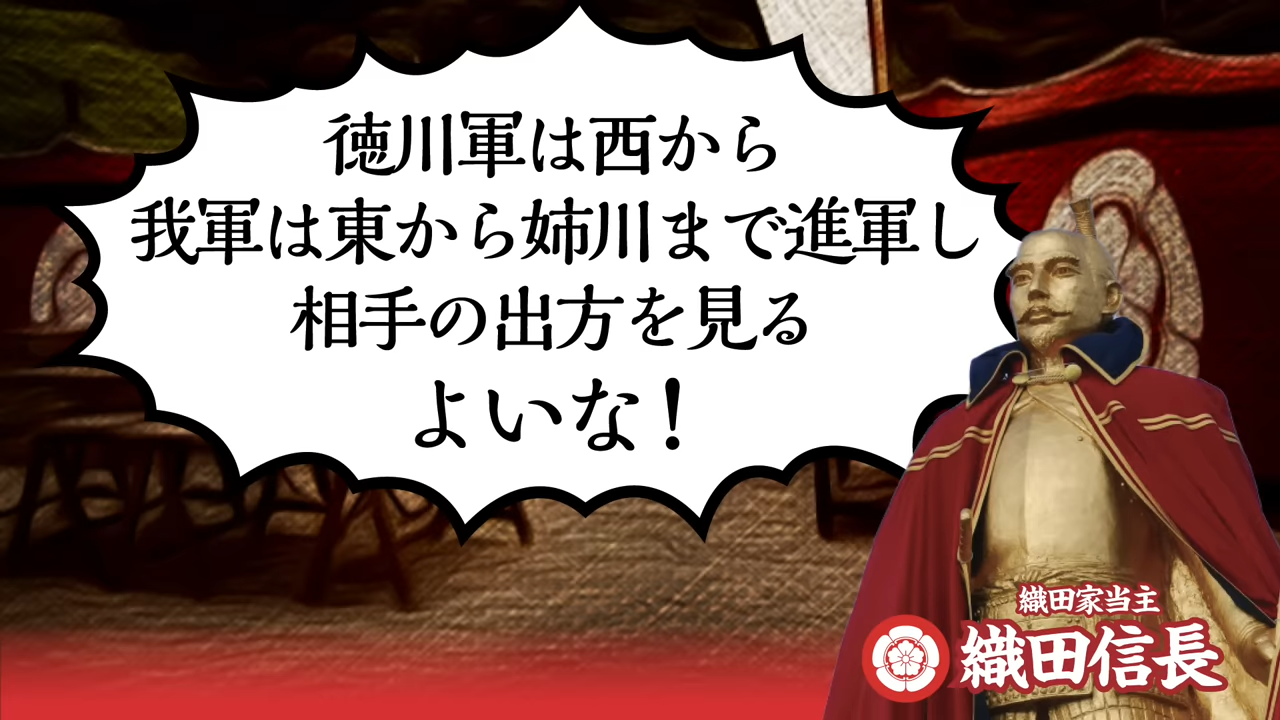 徳川軍は西から
我軍は東から姉川まで進軍し
相手の出方を見る
よいな！
織田家当主
織田信長